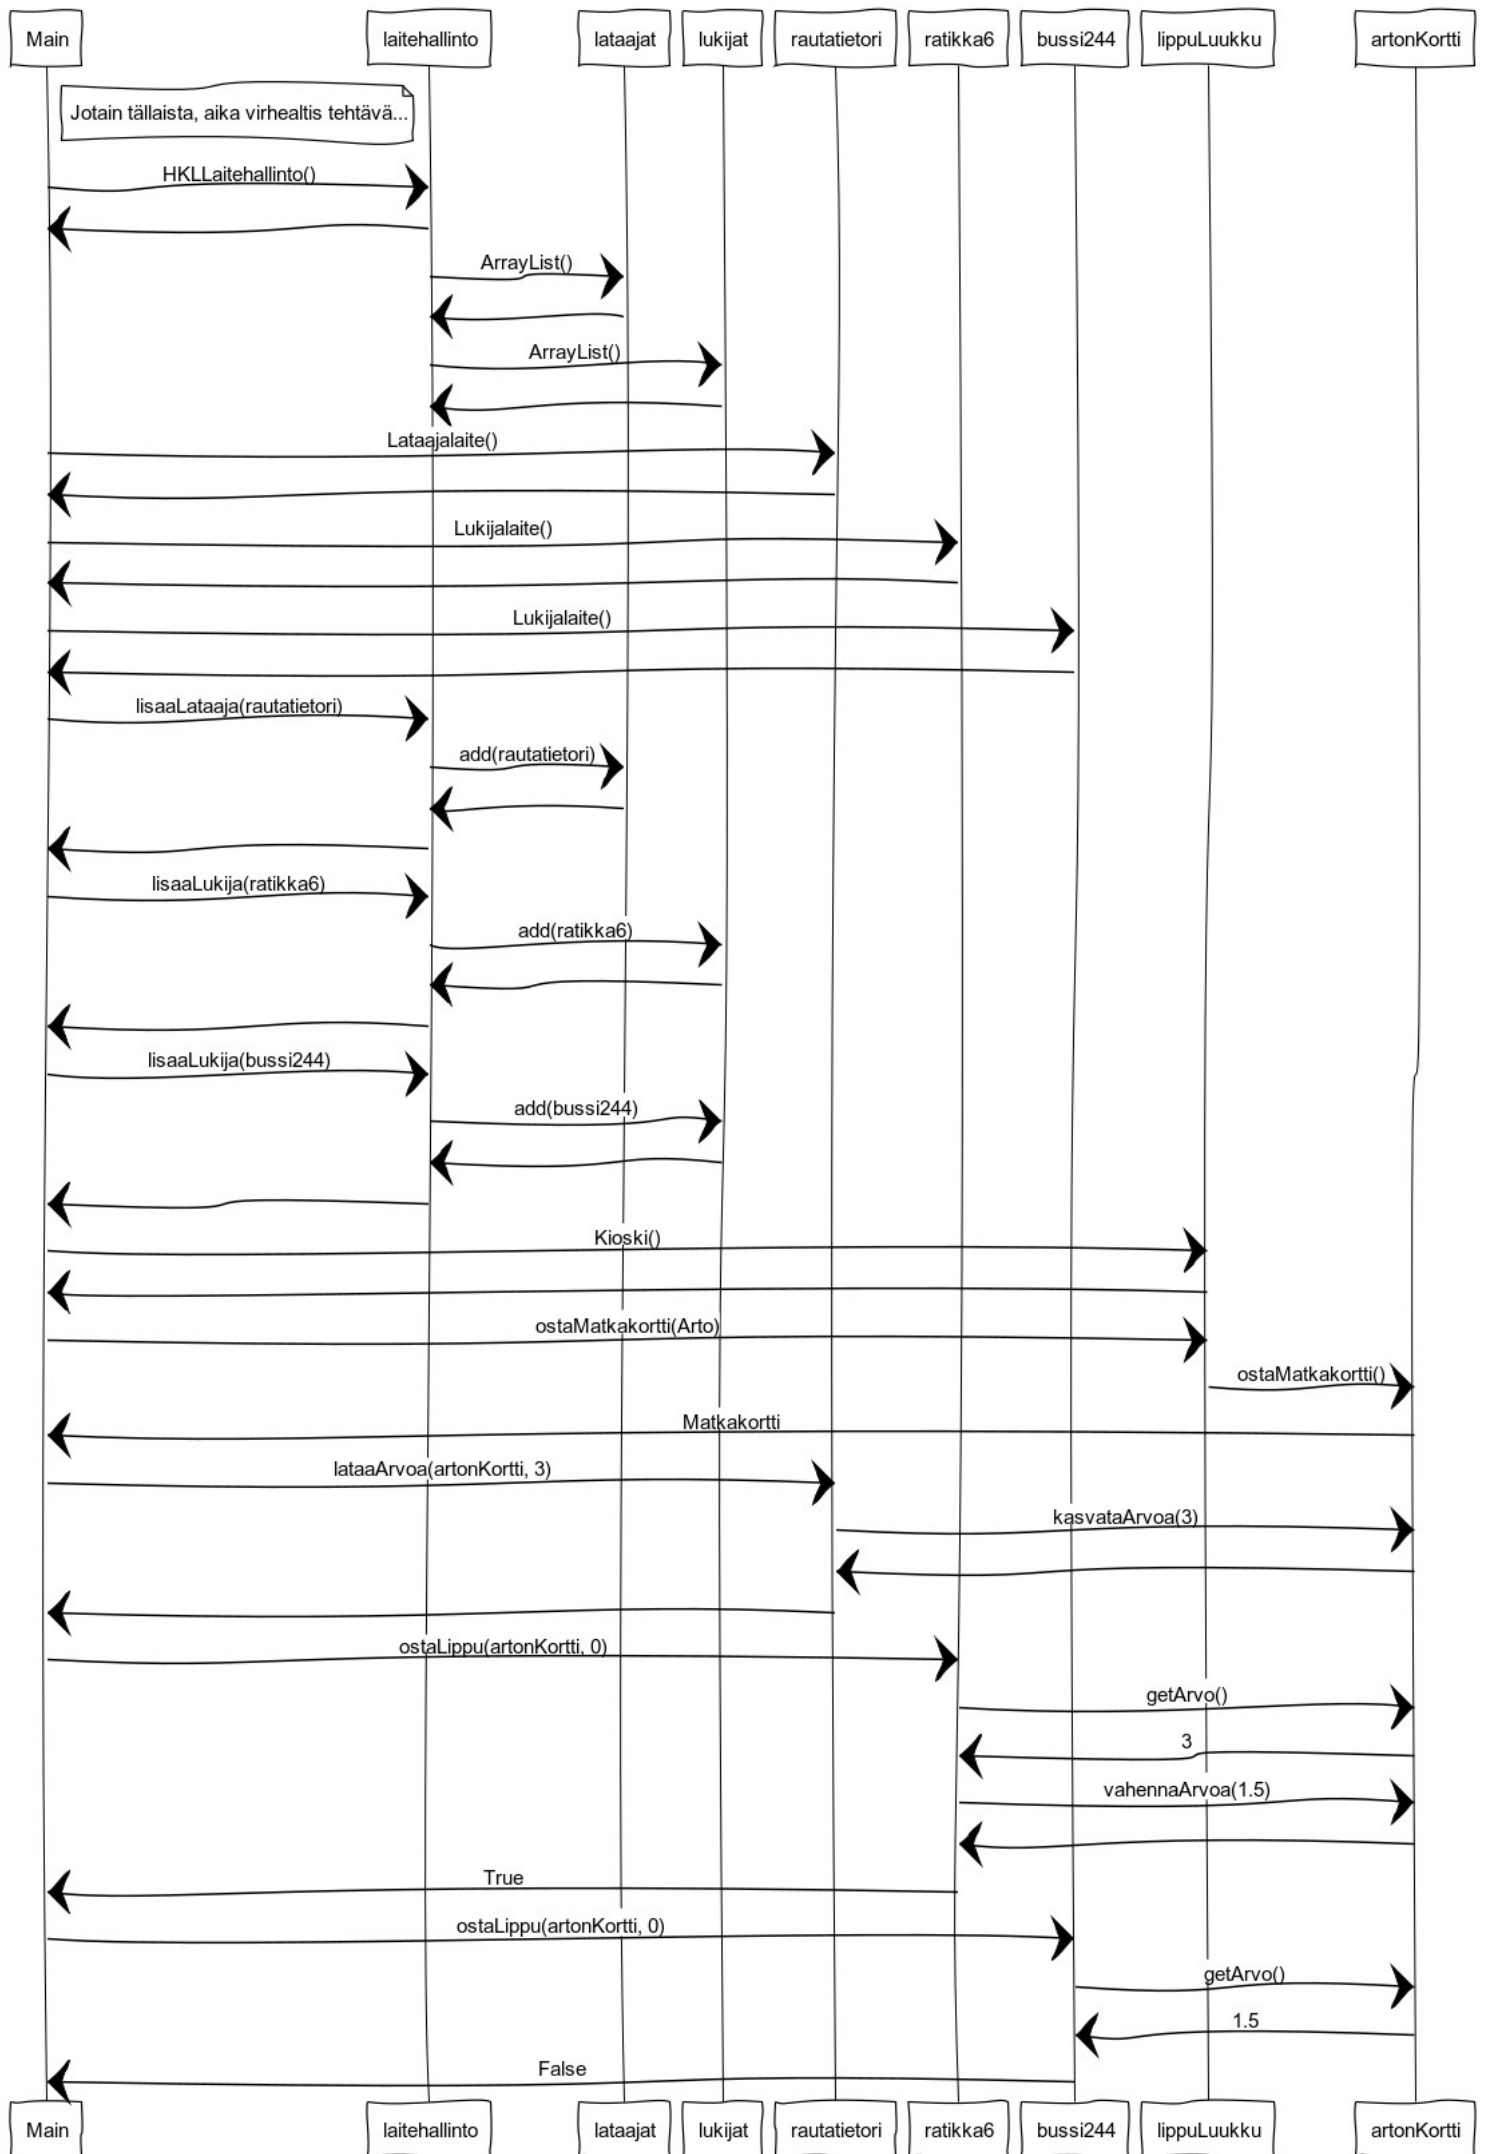 Main
laitehallinto
lataajat
lukijat
rautatietori
ratikka6
bussi244
lippuLuukku
artonKortti
Jotain tällaista, aika virhealtis tehtävä...
HKLLaitehallinto()
ArrayList()
ArrayList()
Lataajalaite()
Lukijalaite()
Lukijalaite()
lisaaLataaja(rautatietori)
add(rautatietori)
lisaaLukija(ratikka6)
add(ratikka6)
lisaaLukija(bussi244)
add(bussi244)
Kioski()
ostaMatkakortti(Arto)
ostaMatkakortti()
Matkakortti
lataaArvoa(artonKortti, 3)
kasvataArvoa(3)
ostaLippu(artonKortti, 0)
getArvo()
3
vahennaArvoa(1.5)
True
ostaLippu(artonKortti, 0)
getArvo()
1.5
False
Main
laitehallinto
lataajat
lukijat
rautatietori
ratikka6
bussi244
lippuLuukku
artonKortti